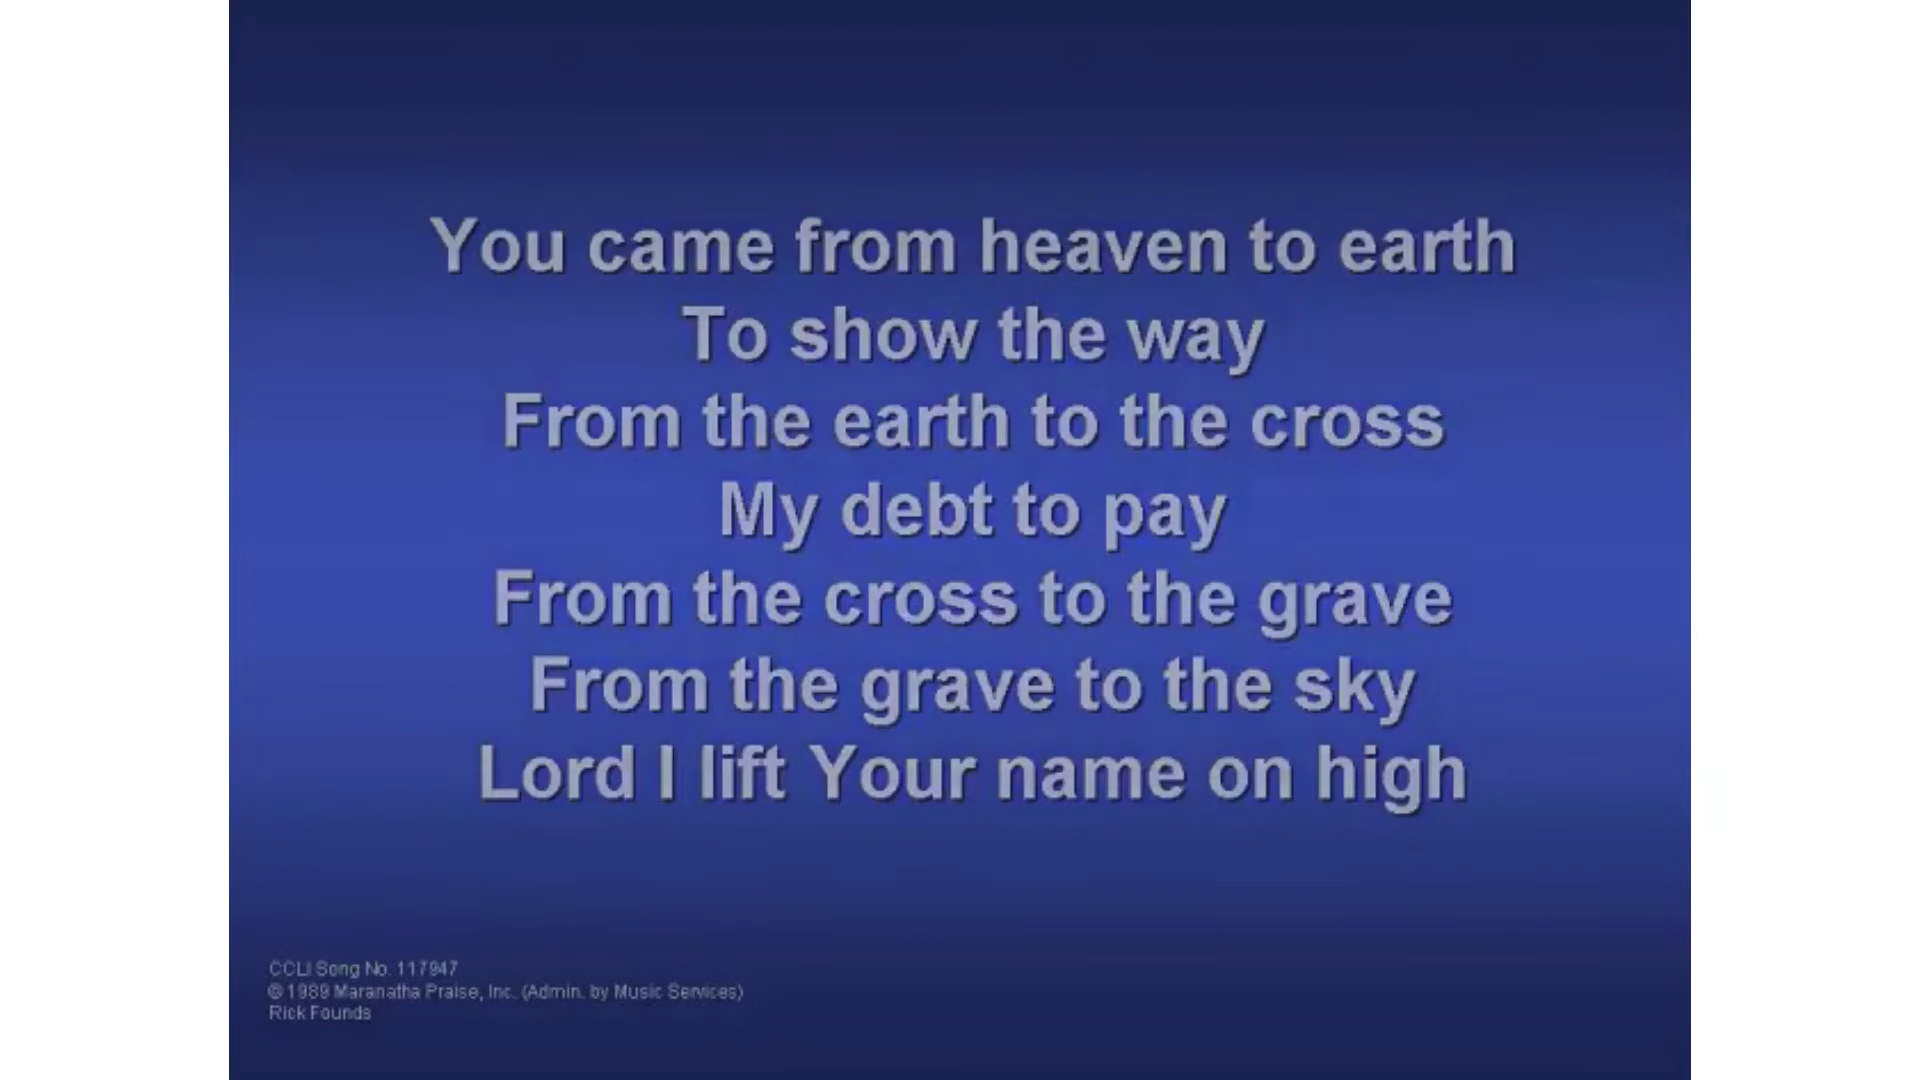 You came from heaven to earth
To show the way
From the earth to the cross
My debt to pay
From the cross to the grave
From the grave to the sky
Lord I lift Your name on high
CCLI Song No. 117947
© 1989 Maranatha Praise, Inc. (Admin. by Music Services)
Rick Founds